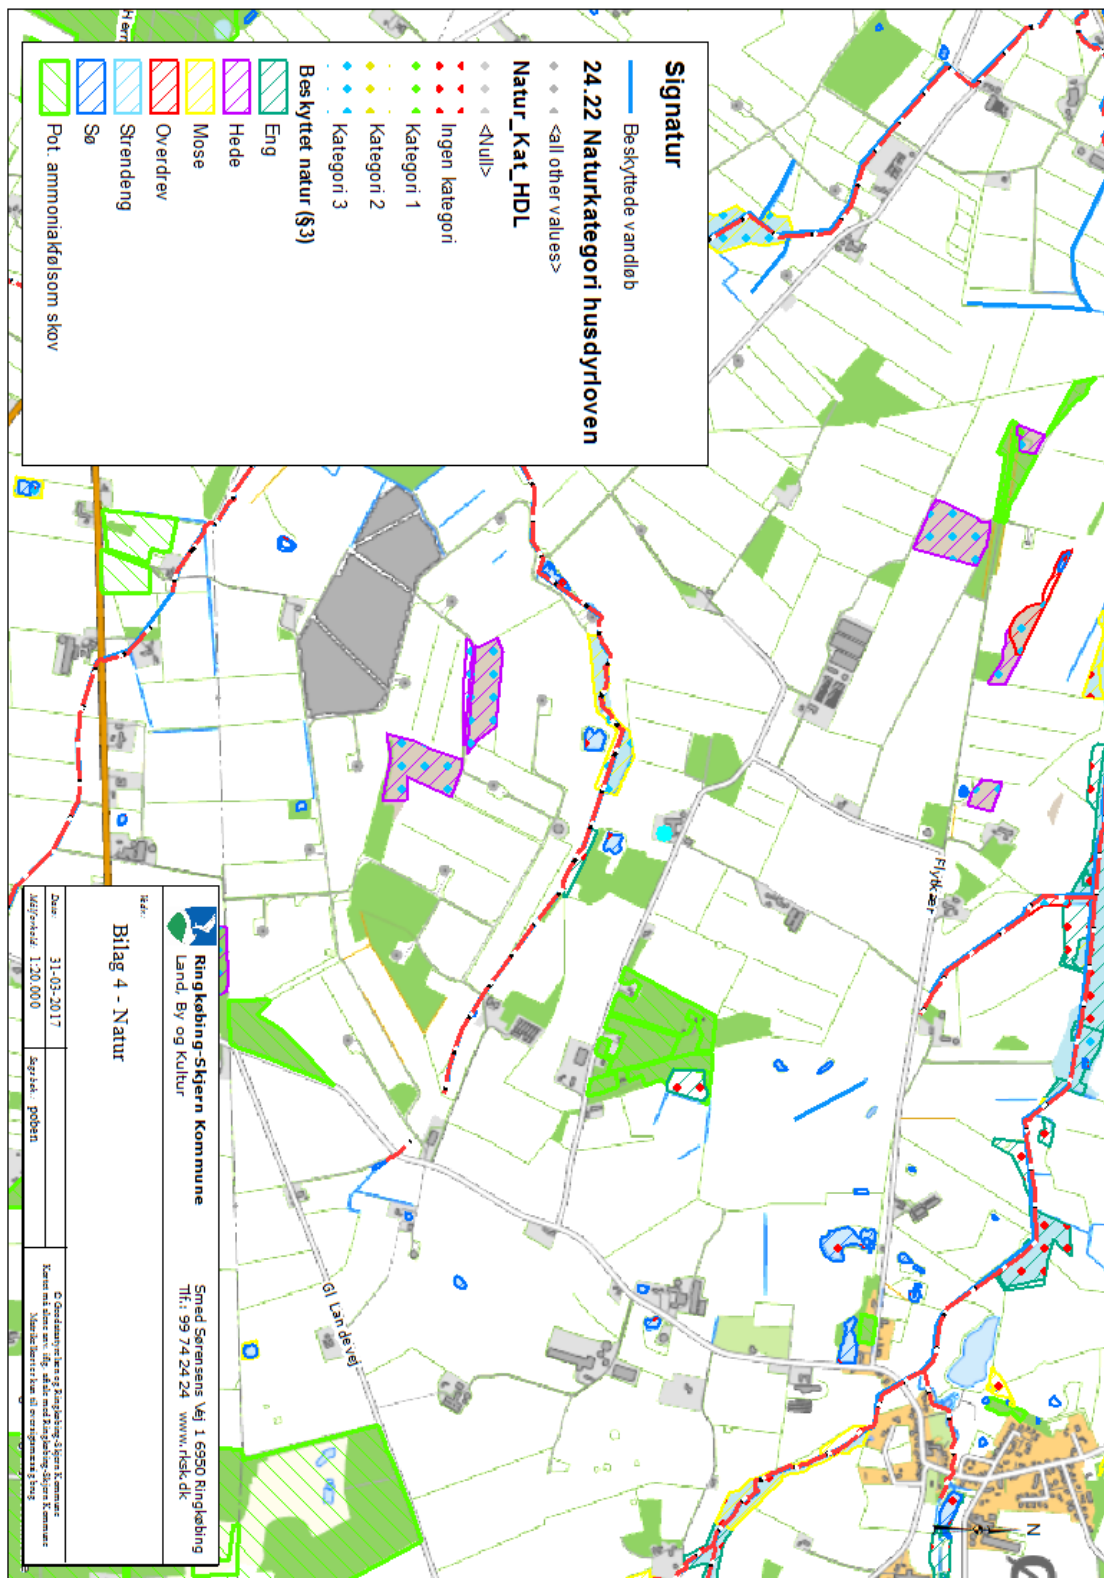 Signatur
Beskyttede vandløb
24.22 Naturkategori husdyrloven
<all other values>
Natur_Kat_HDL
<Null>
Ingen kategori
Kategori 1
Kategori 2
Kategori 3
Beskyttet natur (§3)
Eng
Hede
Mose
Overdrev
Strandeng
Sø
Pot. ammoniakfølsom skov
Flytkær
Gl Landevej
N
Ringkøbing-Skjern Kommune
Land, By og Kultur
Smed Sørensens Vej 1 6950 Ringkøbing
Tlf.: 99 74 24 24 www.rksk.dk
Bilag 4 - Natur
Dato: 31-03-2017
Målforhold: 1:20.000
Sagsbeh.: poben